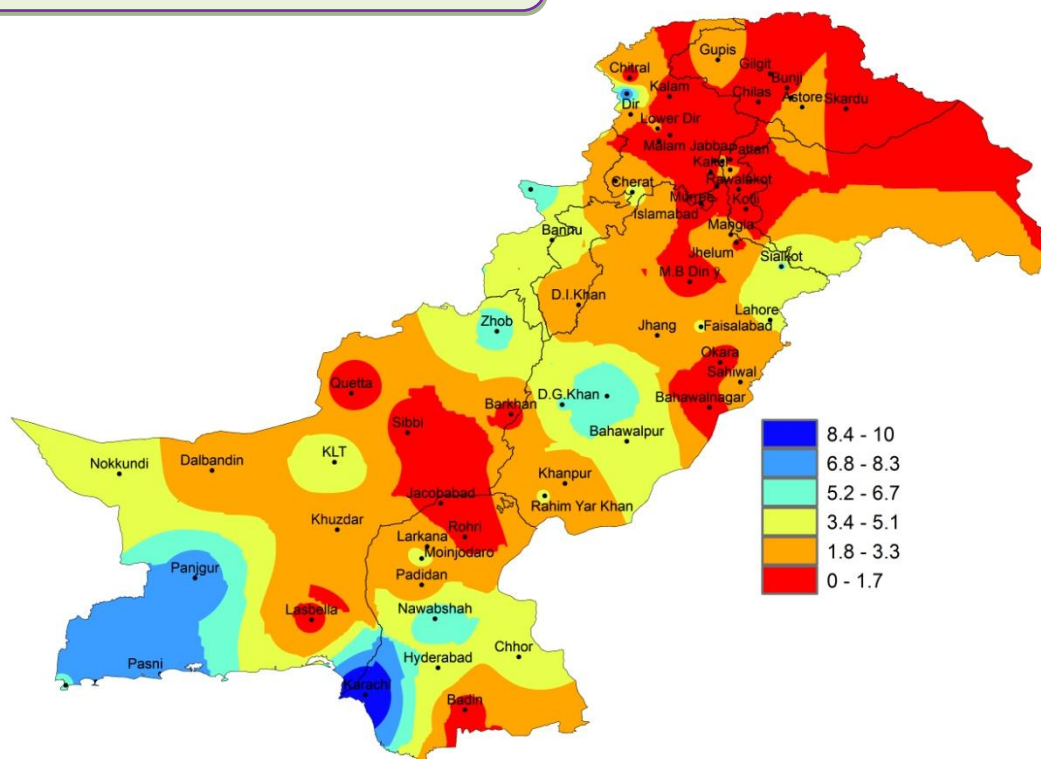 Gupis
Chitral
Gilgit
Bunji
Kalam
Chilas
Astore
Skardu
Dir
Lower Dir
Malam Jabbap
Pattan
Kakul
Cherat
Rawalakot
Murree
Kotli
Islamabad
Mangla
Bannu
Jhelum
Sialkot
M.B Din y
D.I.Khan
Lahore
Zhob
Jhang
Faisalabad
Okara
Quetta
Sahiwal
Barkhan
D.G.Khan
Bahawalnagar
Sibbi
8.4 - 10
Bahawalpur
KLT
6.8 - 8.3
Nokkundi
Dalbandin
Khanpur
5.2 - 6.7
Jacobabad
Rahim Yar Khan
3.4 - 5.1
Khuzdar
Rohri
Larkana
1.8 - 3.3
Moinjodaro
0 - 1.7
Panjgur
Padidan
Lasbella
Nawabshah
Chhor
Pasni
Hyderabad
Karachi
Badin